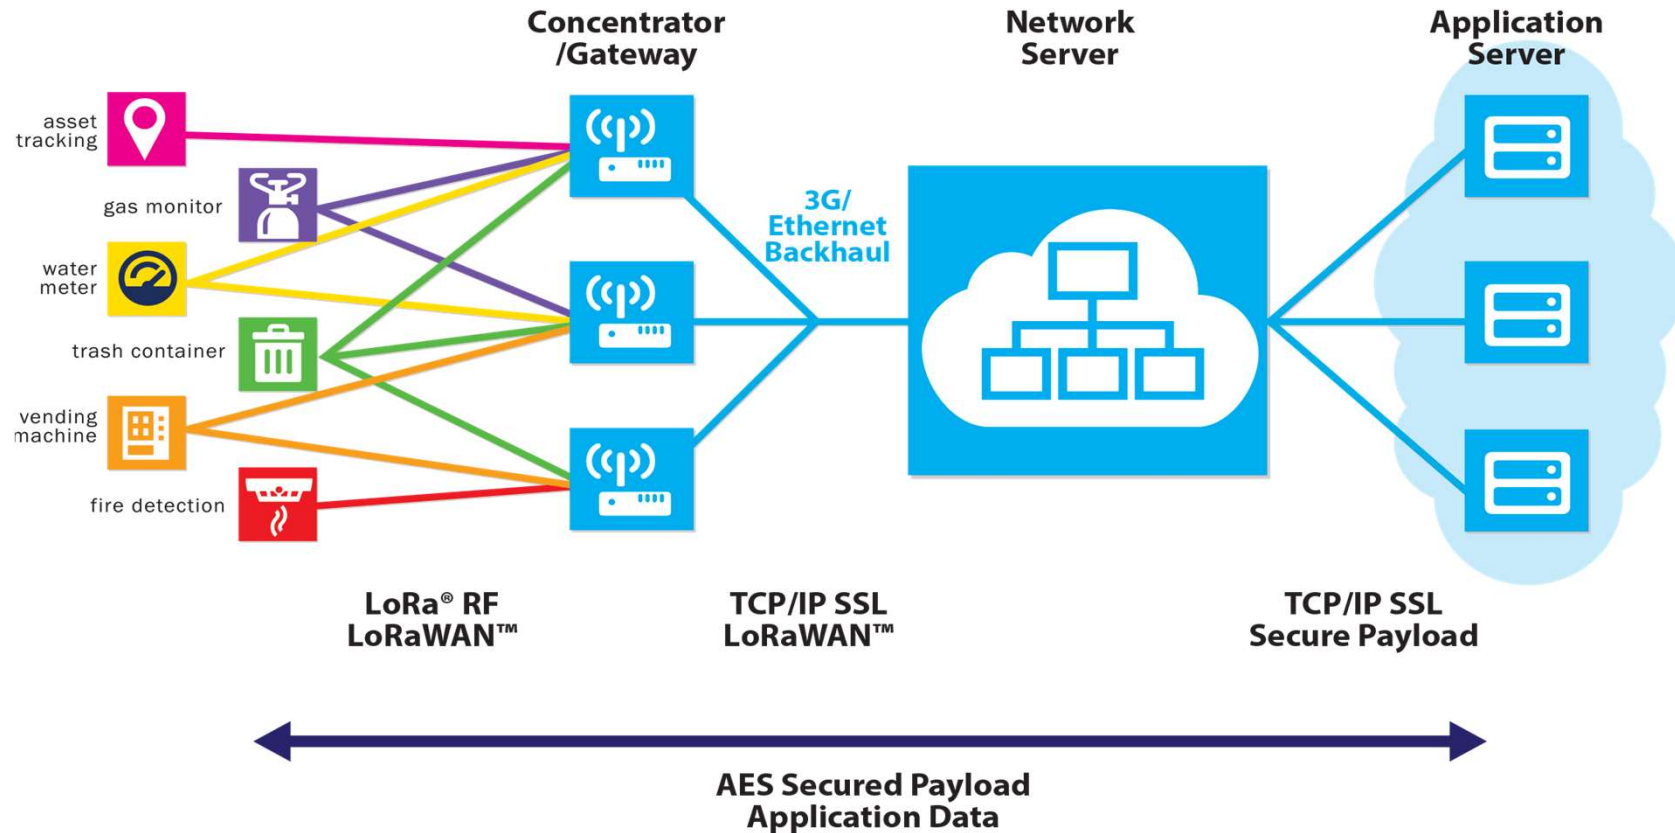 Concentrator
/Gateway
Network
Server
Application
Server
asset
tracking
gas monitor
water
meter
trash container
vending
machine
fire detection
3G/
Ethernet
Backhaul
LoRa® RF
LoRaWAN™
TCP/IP SSL
LoRaWAN™
TCP/IP SSL
Secure Payload
AES Secured Payload
Application Data